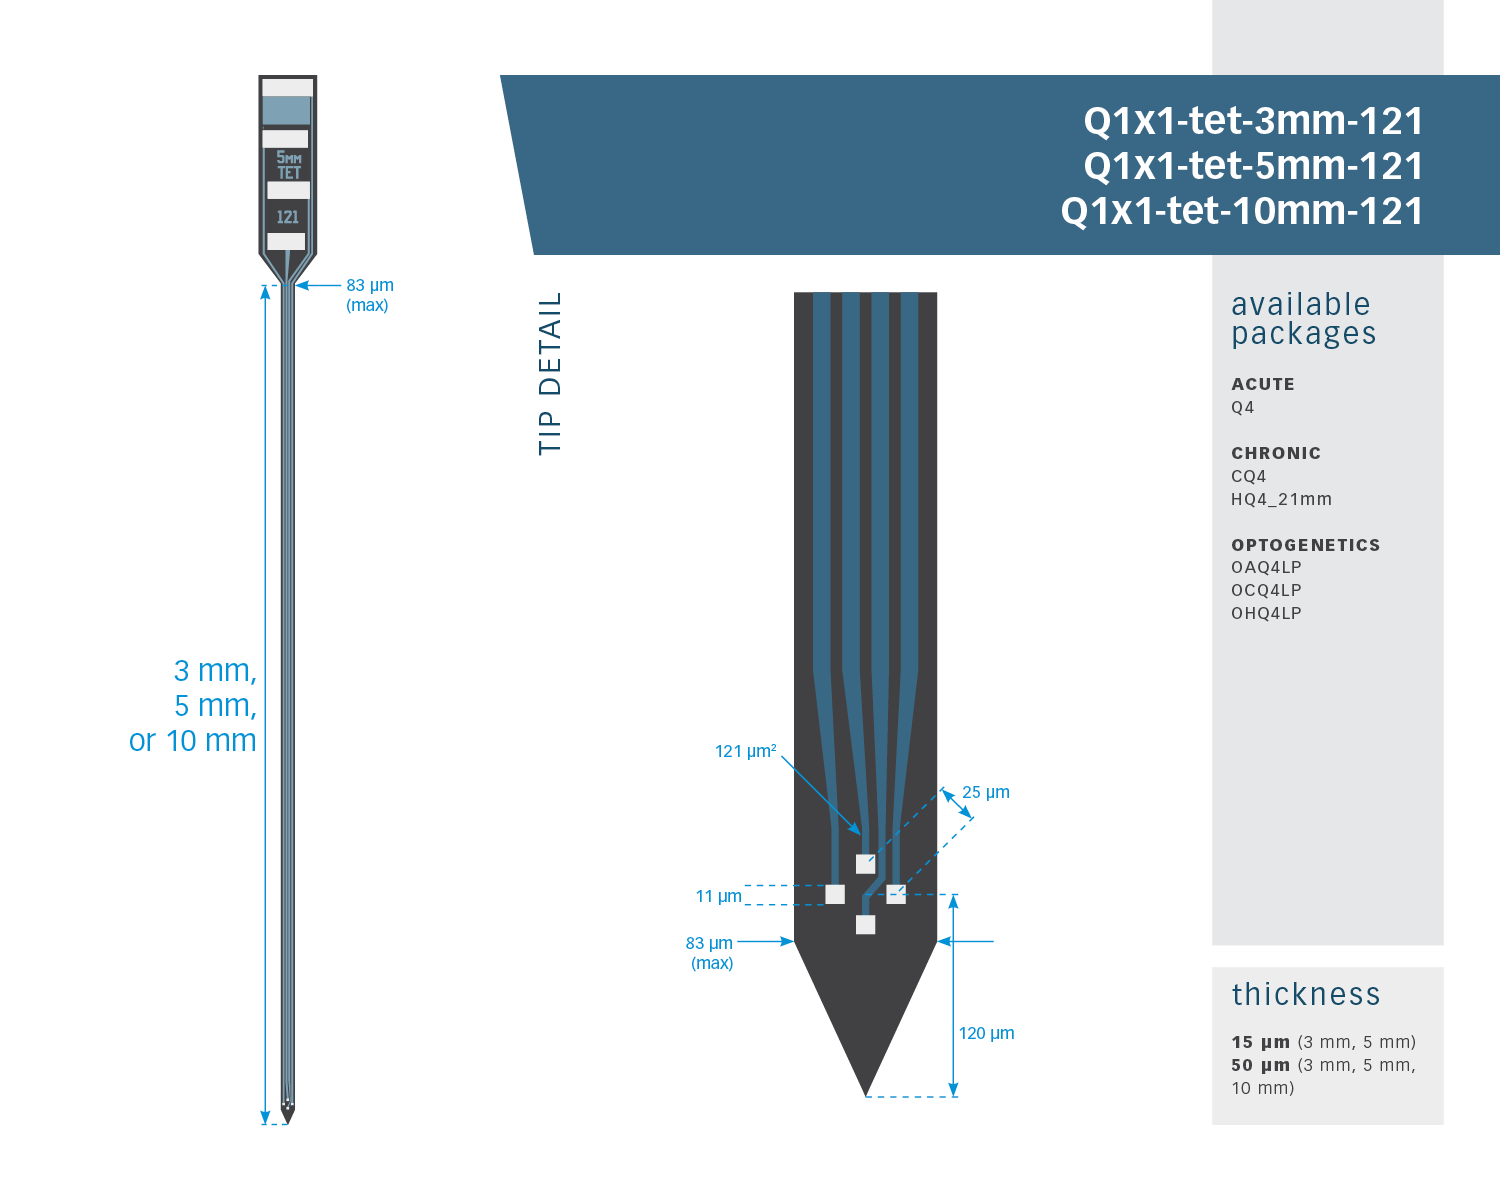 Q1x1-tet-3mm-121
Q1x1-tet-5mm-121
Q1x1-tet-10mm-121
5MM
TET
121
83 µm
(max)
3 mm,
5 mm,
or 10 mm
TIP DETAIL
121 µm²
25 µm
11 µm
83 µm
(max)
120 µm
available
packages
ACUTE
Q4
CHRONIC
CQ4
HQ4_21mm
OPTOGENETICS
OAQ4LP
OCQ4LP
OHQ4LP
thickness
15 µm (3 mm, 5 mm)
50 µm (3 mm, 5 mm,
10 mm)